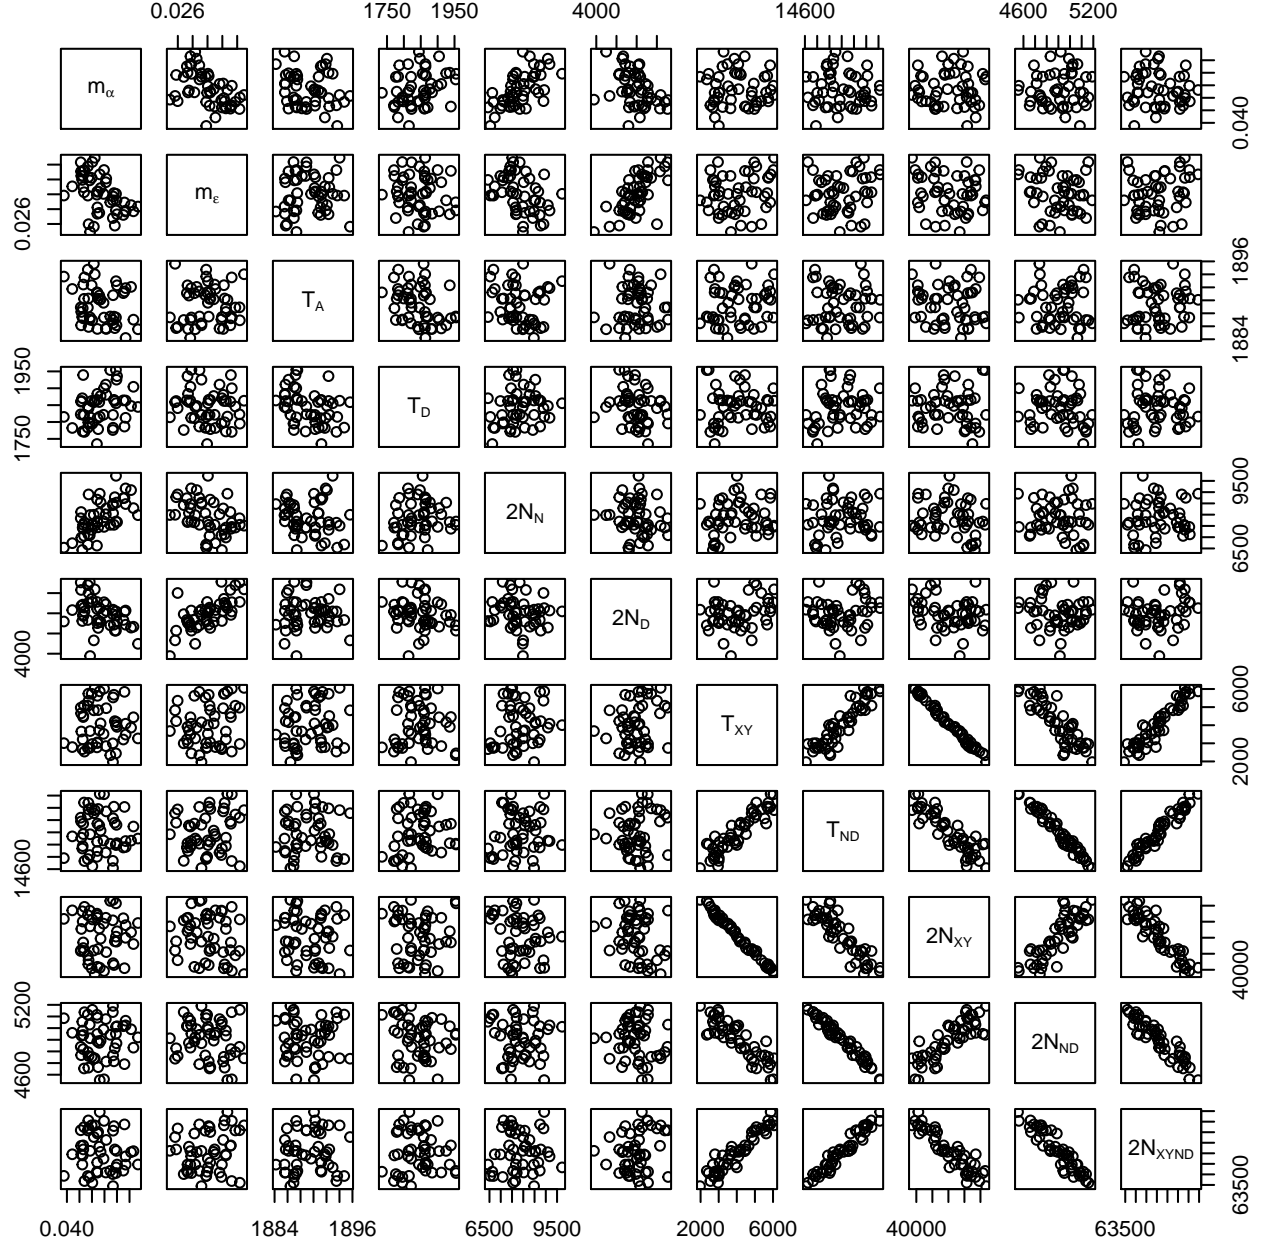 0.026 1750 1950 4000 14600 4600 5200
m_α 0.040
0.026 m_ε
T_A 1884 1896
1750 1950 T_D
2N_N 6500 9500
4000 2N_D
T_XY 2000 6000
14600 T_ND
2N_XY 40000
4600 5200 2N_ND
2N_XYND 63500
0.040 1884 1896 6500 9500 2000 6000 40000 63500